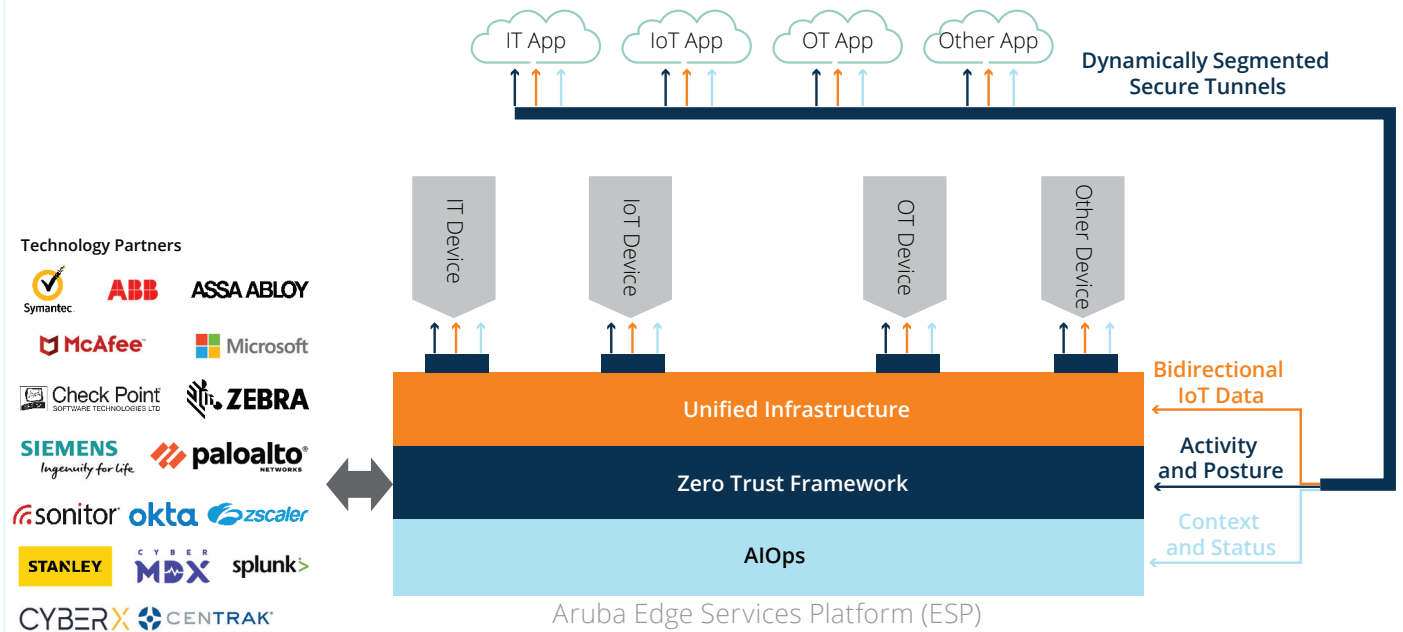 IT App
IoT App
OT App
Other App
Dynamically Segmented
Secure Tunnels
IT Device
IoT Device
OT Device
Other Device
Technology Partners
Symantec.
ABB
ASSA ABLOY
McAfee™
Microsoft
Check Point
SOFTWARE TECHNOLOGIES LTD
ZEBRA
SIEMENS
Ingenuity for life
paloalto®
NETWORKS
sonitor®
okta
zscaler
STANLEY.
CYBER
MDX
splunk>
CYBERX
CENTRAK®
Unified Infrastructure
Zero Trust Framework
AIOps
Bidirectional
IoT Data
Activity
and Posture
Context
and Status
Aruba Edge Services Platform (ESP)